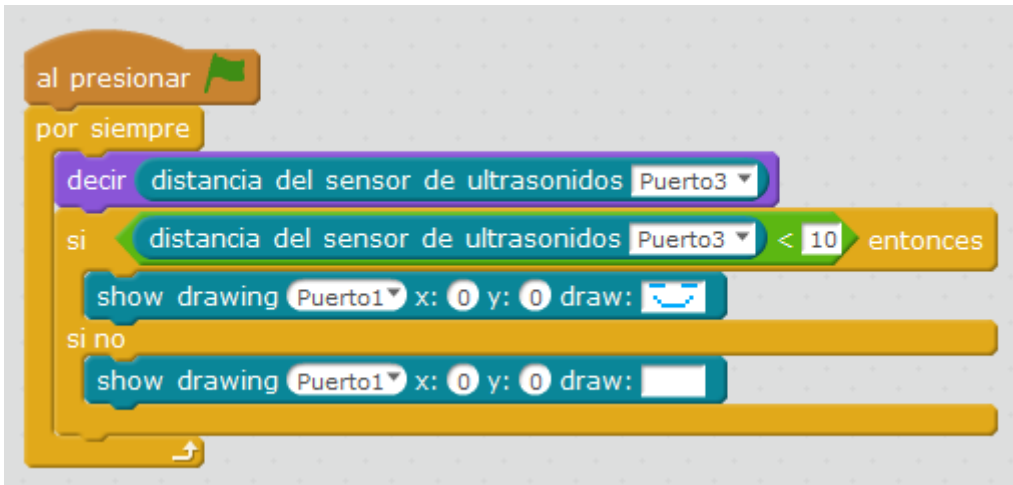 al presionar
por siempre
decir distancia del sensor de ultrasonidos Puerto3
si distancia del sensor de ultrasonidos Puerto3 < 10 entonces
show drawing Puerto1 x: 0 y: 0 draw:
si no
show drawing Puerto1 x: 0 y: 0 draw: